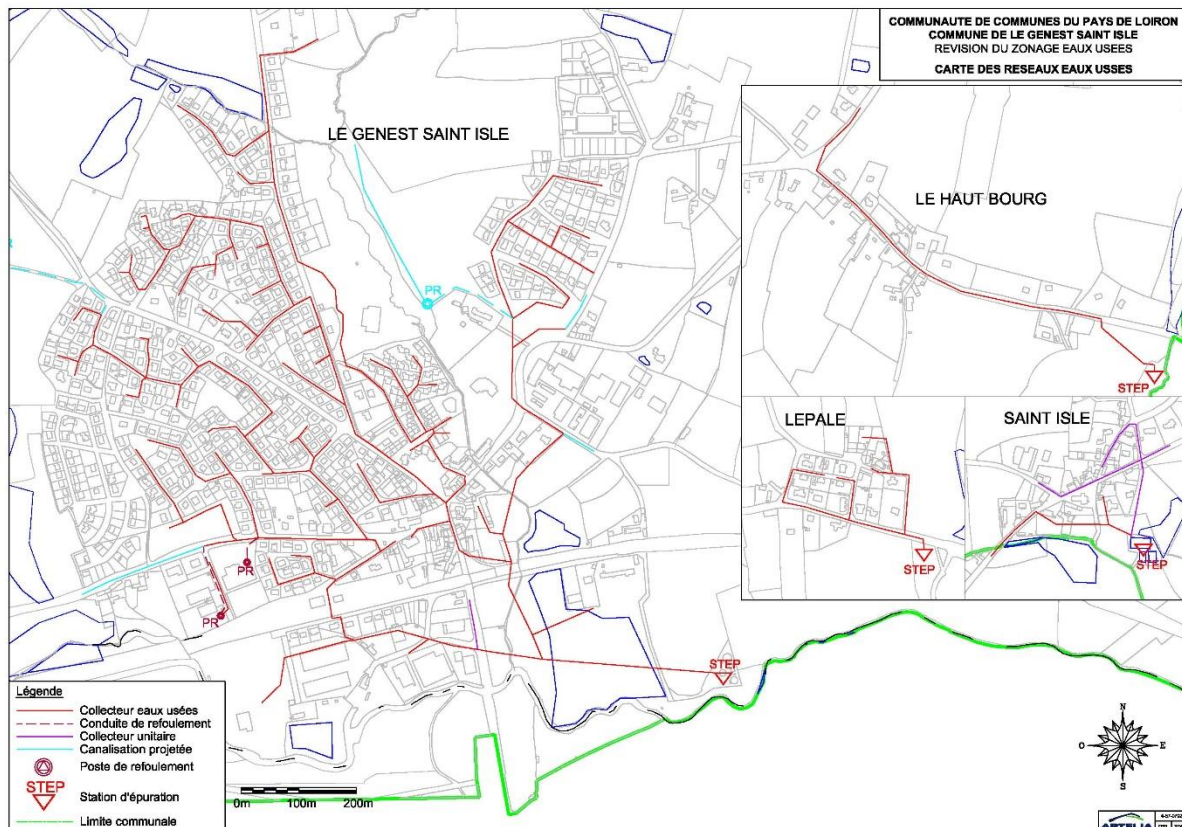 COMMUNAUTE DE COMMUNES DU PAYS DE LOIRON
COMMUNE DE LE GENEST SAINT ISLE
REVISION DU ZONAGE EAUX USEES
CARTE DES RESEAUX EAUX USSES
LE GENEST SAINT ISLE
LE HAUT BOURG
STEP
PR
R
LEPALE
STEP
SAINT ISLE
STEP
PR
PR
STEP
Légende
Collecteur eaux usées
Conduite de refoulement
Collecteur unitaire
Canalisation projetée
Poste de refoulement
STEP
Station d'épuration
Limite communale
0m 100m 200m
N
O E
S
ARTELIA